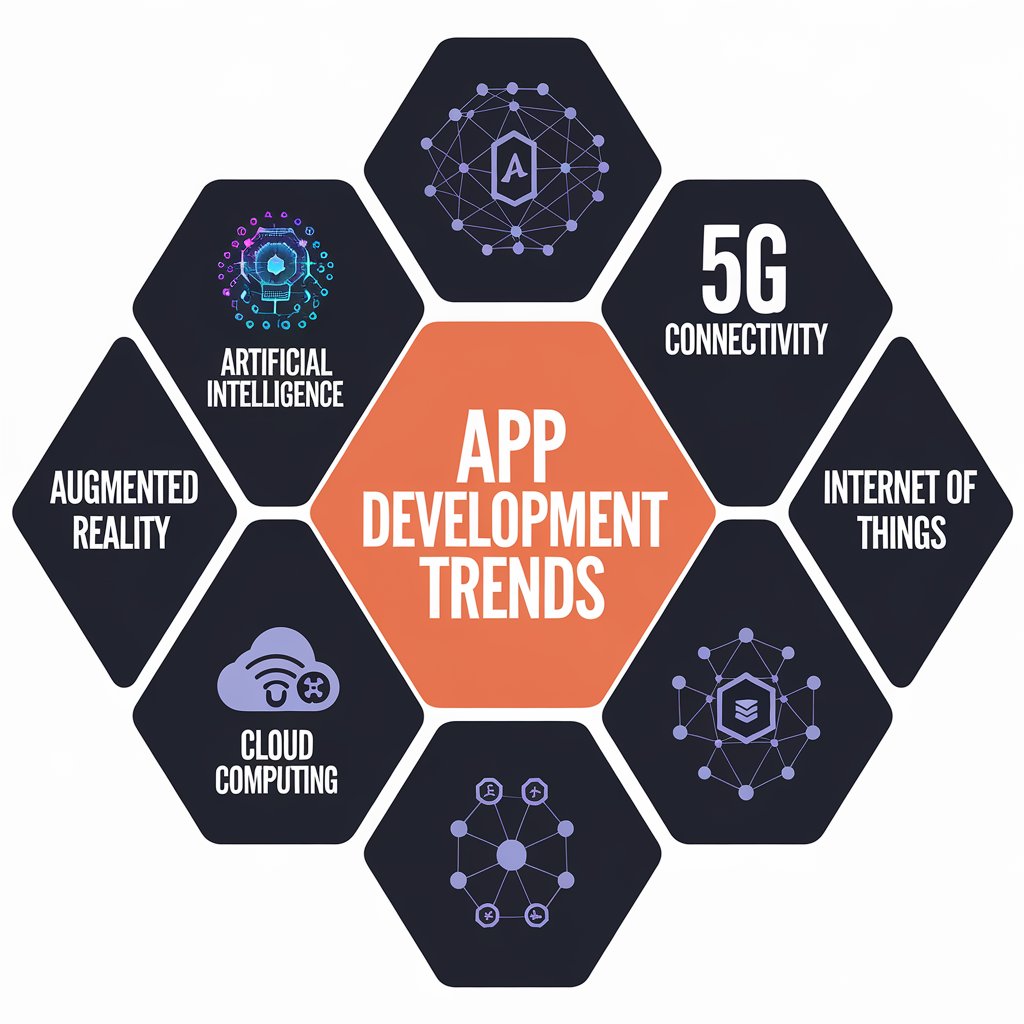 A
5G
CONNECTIVITY
ARTIFICIAL
INTELLIGENCE
APP
DEVELOPMENT
TRENDS
AUGMENTED
REALITY
INTERNET OF
THINGS
CLOUD
COMPUTING